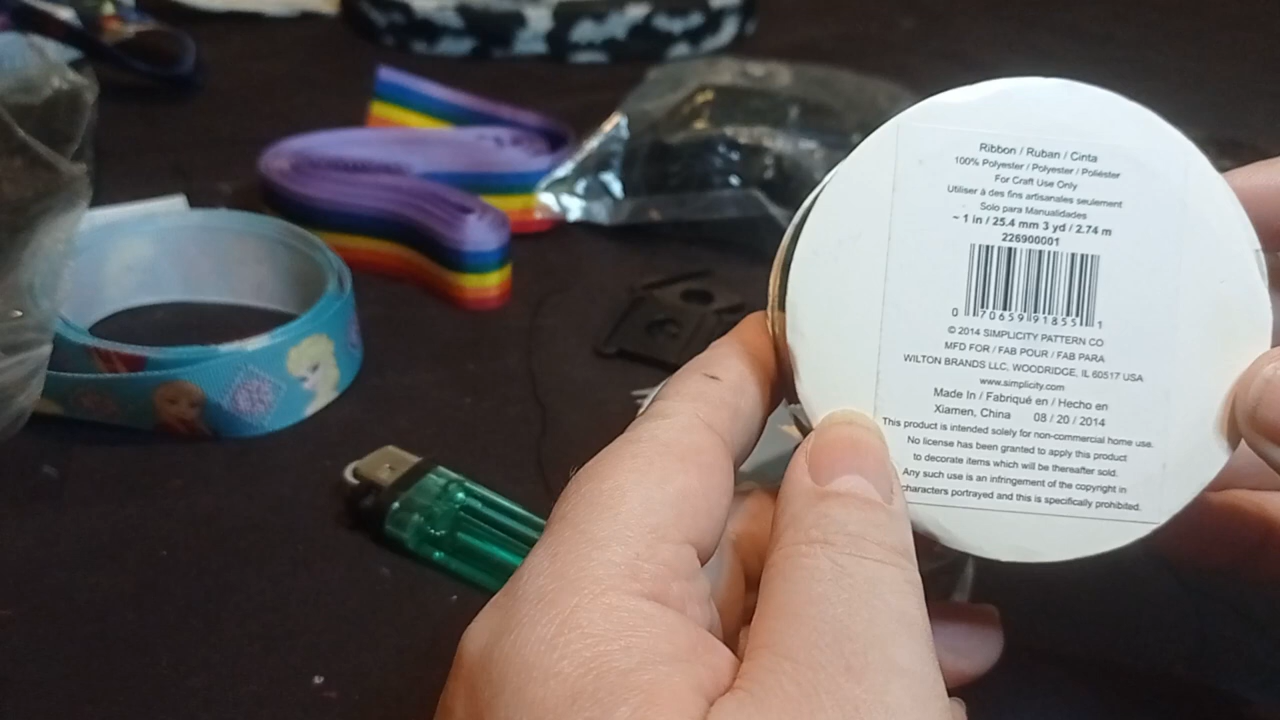 Ribbon / Ruban / Cinta
100% Polyester / Polyester / Poliéster
For Craft Use Only
Utiliser à des fins artisanales seulement
Solo para Manualidades
~ 1 in / 25.4 mm 3 yd / 2.74 m
226900001
0 70659 91855 1
© 2014 SIMPLICITY PATTERN CO
MFD FOR / FAB POUR / FAB PARA
WILTON BRANDS LLC, WOODRIDGE, IL 60517 USA
www.simplicity.com
Made In / Fabriqué en / Hecho en
Xiamen, China 08 / 20 / 2014
This product is intended solely for non-commercial home use.
No license has been granted to apply this product
to decorate items which will be thereafter sold.
Any such use is an infringement of the copyright in
characters portrayed and this is specifically prohibited.